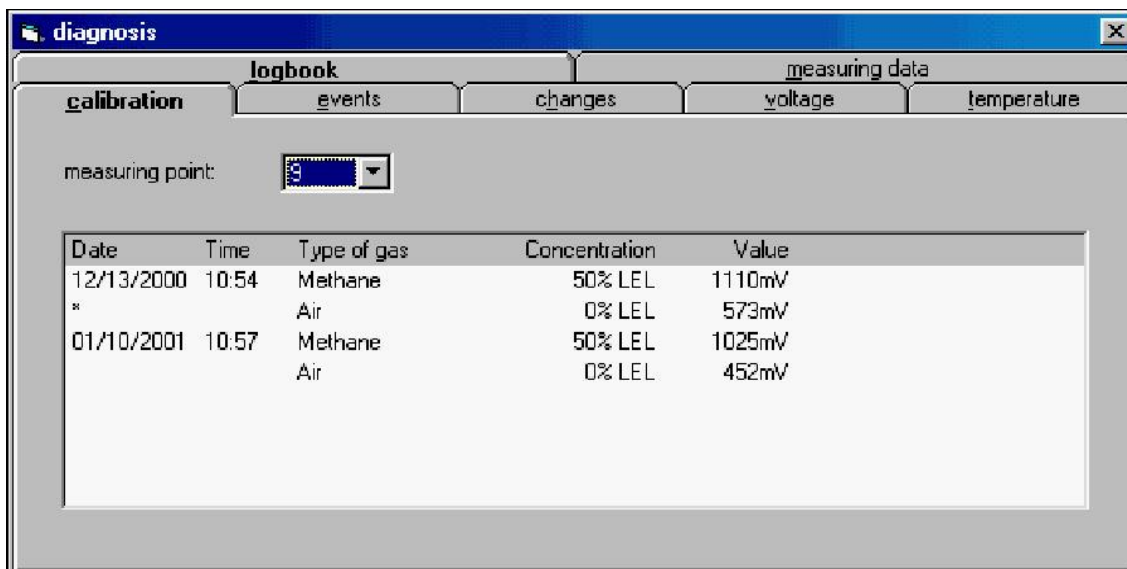 diagnosis
logbook measuring data
calibration events changes voltage temperature
measuring point: 9
Date Time Type of gas Concentration Value
12/13/2000 10:54 Methane 50% LEL 1110mV
* Air 0% LEL 573mV
01/10/2001 10:57 Methane 50% LEL 1025mV
Air 0% LEL 452mV